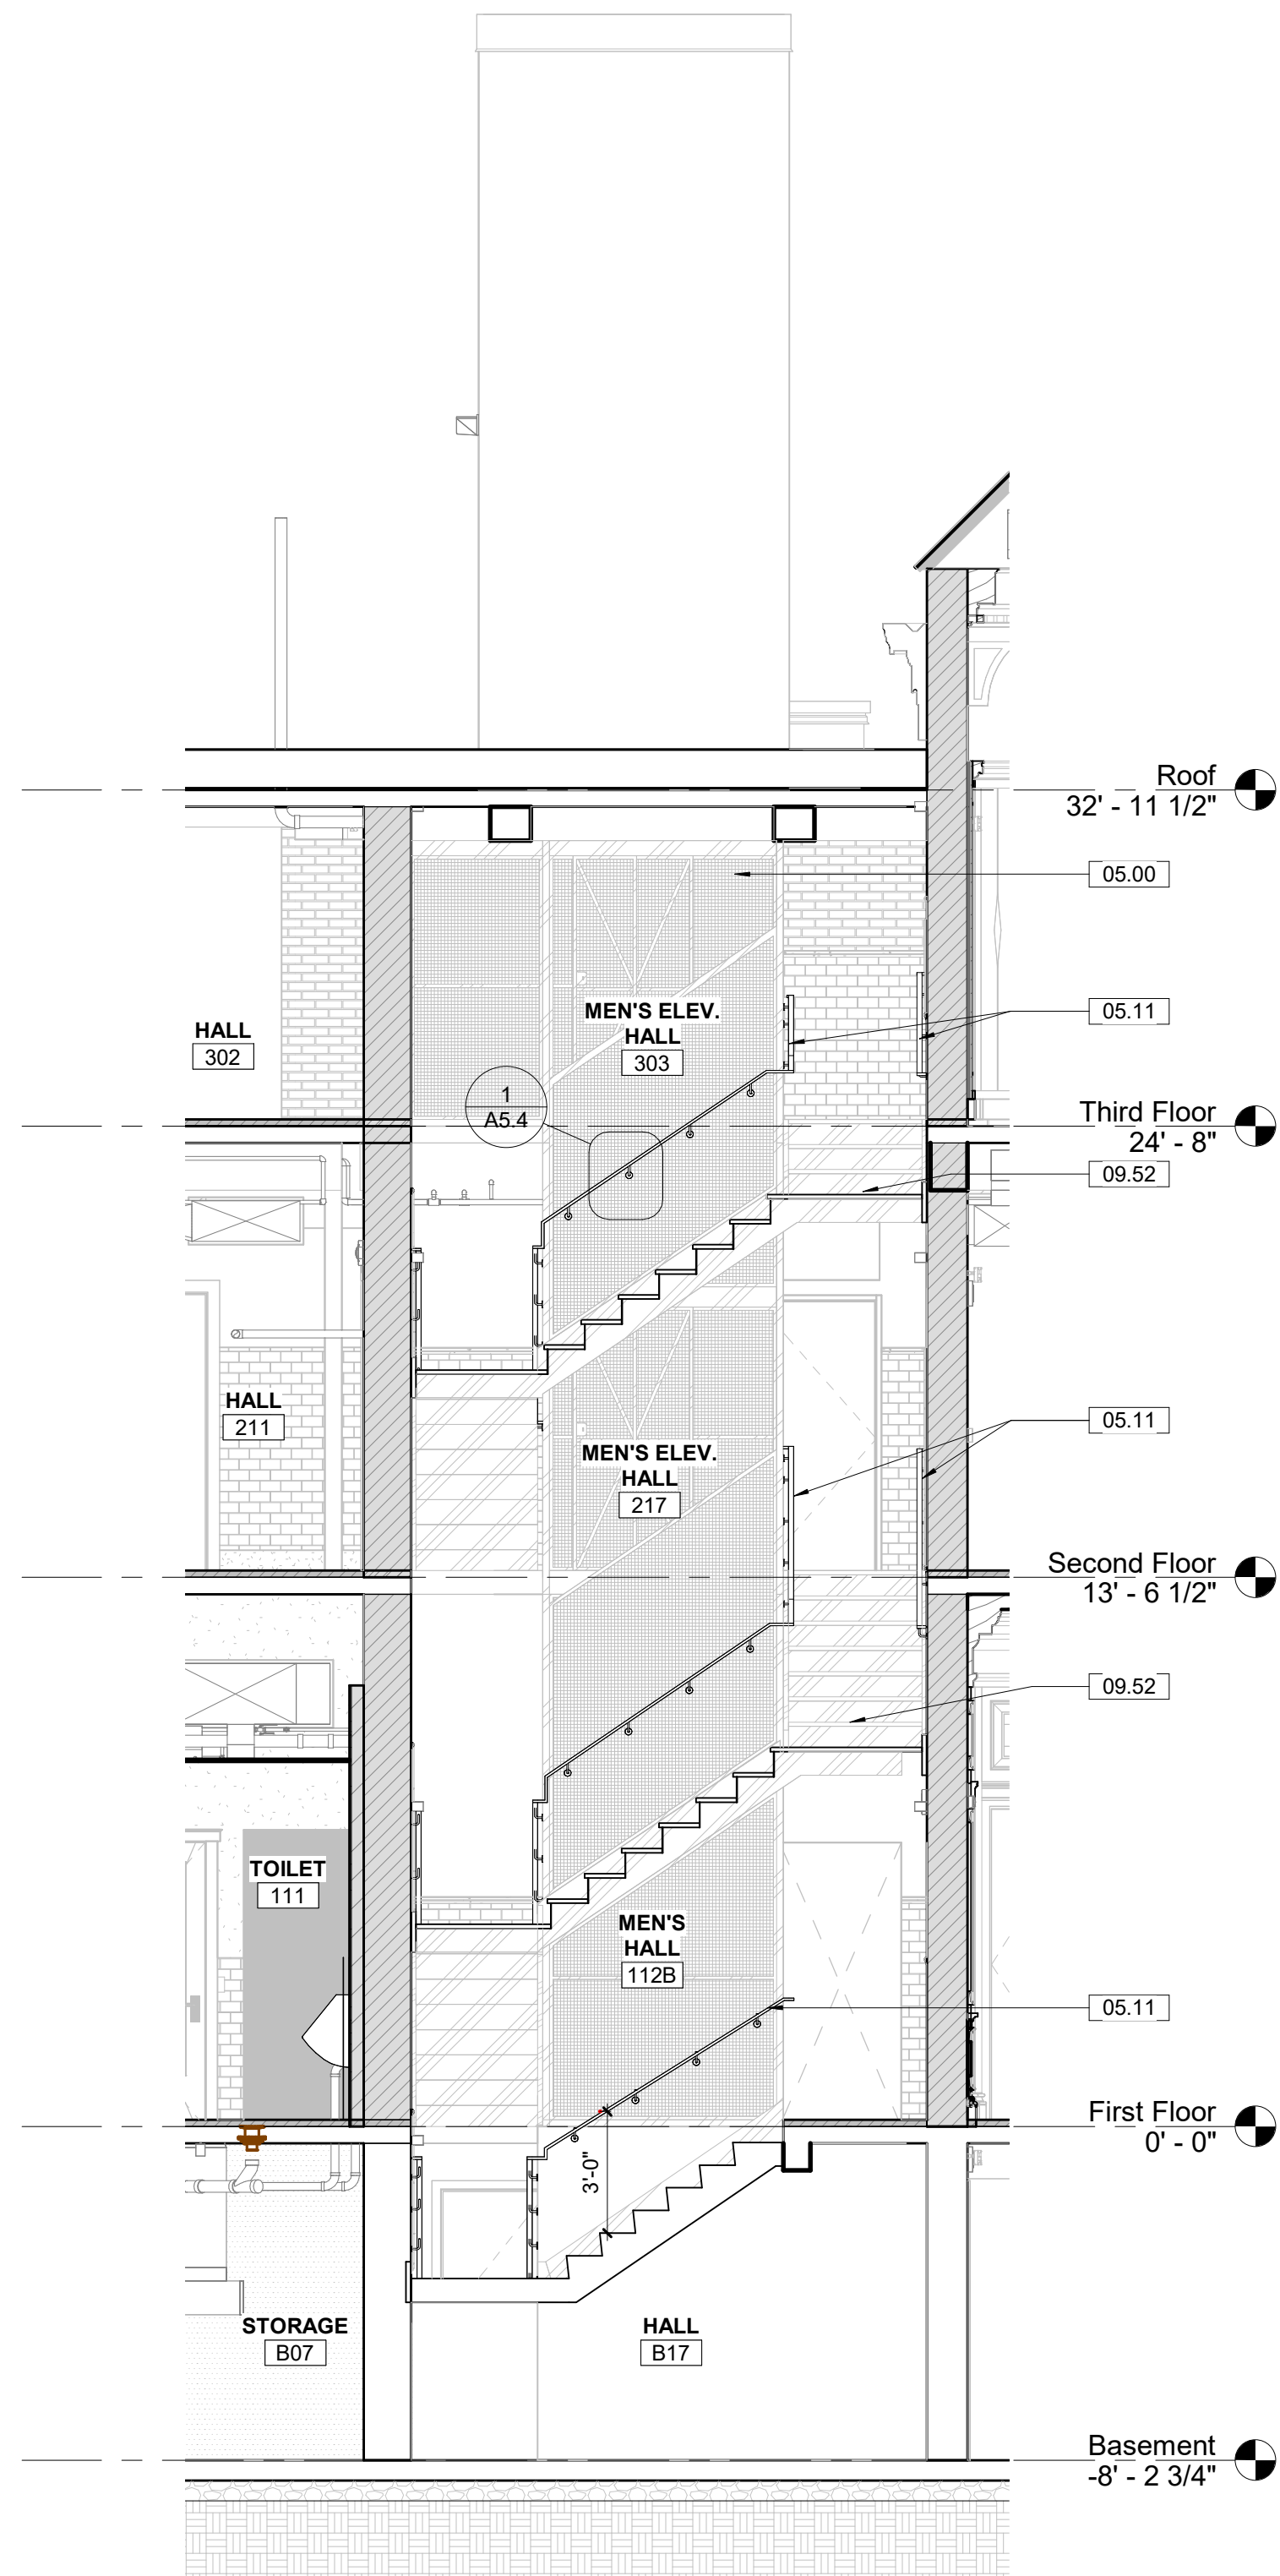 Roof
32' - 11 1/2"
05.00
MEN'S ELEV.
HALL
303
05.11
HALL
302
1
A5.4
Third Floor
24' - 8"
09.52
HALL
211
05.11
MEN'S ELEV.
HALL
217
Second Floor
13' - 6 1/2"
09.52
TOILET
111
MEN'S
HALL
112B
05.11
First Floor
0' - 0"
3'-0"
STORAGE
B07
HALL
B17
Basement
-8' - 2 3/4"